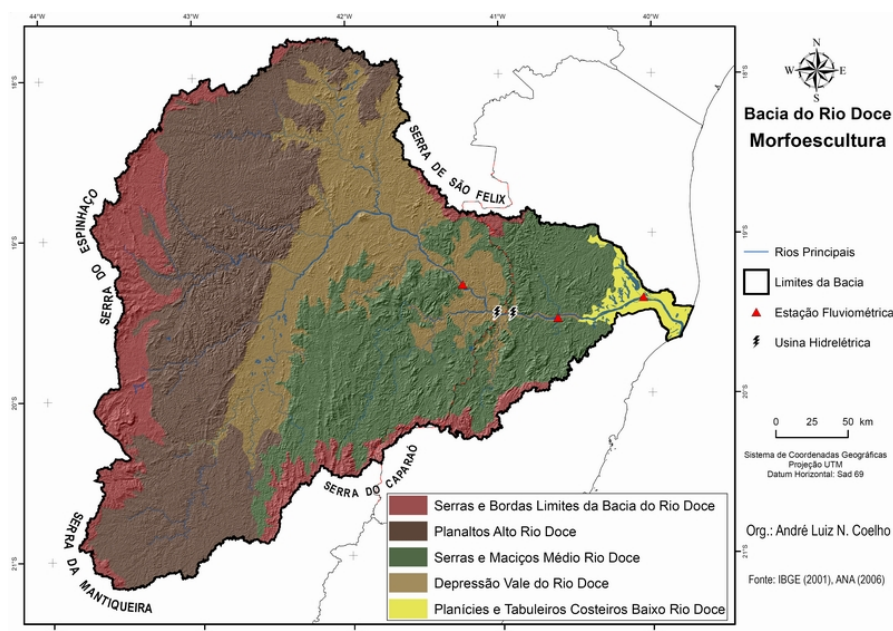 44°W
43°W
42°W
41°W
40°W
18°S
18°S
19°S
19°S
20°S
20°S
21°S
21°S
N
W E
S
Bacia do Rio Doce
Morfoescultura
SERRA DE SÃO FELIX
SERRA DO ESPINHAÇO
SERRA DO CAPARAÓ
SERRA DA MANTIQUEIRA
Rios Principais
Limites da Bacia
Estação Fluviométrica
Usina Hidrelétrica
0 25 50 km
Sistema de Coordenadas Geográficas
Projeção UTM
Datum Horizontal: Sad 69
Serras e Bordas Limites da Bacia do Rio Doce
Planaltos Alto Rio Doce
Serras e Maciços Médio Rio Doce
Depressão Vale do Rio Doce
Planícies e Tabuleiros Costeiros Baixo Rio Doce
Org.: André Luiz N. Coelho
Fonte: IBGE (2001), ANA (2006)